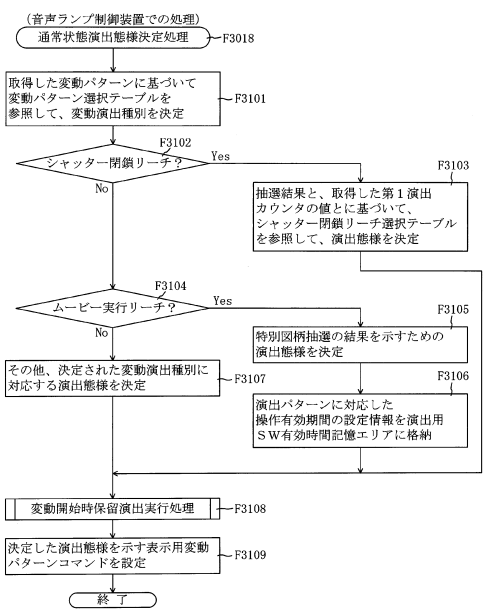 (音声ランプ制御装置での処理)
通常状態演出態様決定処理
F3018
取得した変動パターンに基づいて
変動パターン選択テーブルを
参照して、変動演出種別を決定
F3101
F3102
シャッター閉鎖リーチ?
Yes
No
F3103
抽選結果と、取得した第1演出
カウンタの値とに基づいて、
シャッター閉鎖リーチ選択テーブル
を参照して、演出態様を決定
F3104
ムービー実行リーチ?
Yes
No
F3105
特別図柄抽選の結果を示すための
演出態様を決定
その他、決定された変動演出種別に
対応する演出態様を決定
F3107
F3106
演出パターンに対応した
操作有効期間の設定情報を演出用
SW有効時間記憶エリアに格納
変動開始時保留演出実行処理
F3108
決定した演出態様を示す表示用変動
パターンコマンドを設定
F3109
終了